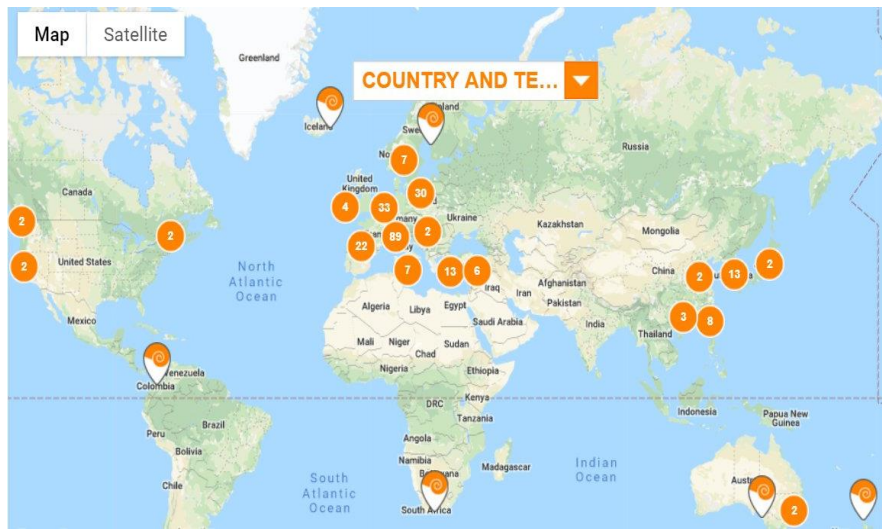 Map
Satellite
Greenland
COUNTRY AND TE...
Iceland
Swe
nland
No
Russia
7
United
Kingdom
Canada
30
2
4
33
many
Ukraine
2
2
89
2
Kazakhstan
Mongolia
22
United States
North
Atlantic
Ocean
7
13
6
China
2
13
2
Iraq
Iran
Afghanistan
Pakistan
2
Algeria
Libya
Egypt
Mexico
Saudi Arabia
India
3
8
Mali
Niger
Chad
Sudan
Thailand
Nigeria
Ethiopia
enezuela
Colombia
DRC
Kenya
Indonesia
Papua New
Guinea
Tanzania
Peru
Brazil
Angola
Bolivia
Namibia
Madagascar
Indian
Ocean
Chile
South
Atlantic
Ocean
South Africa
2